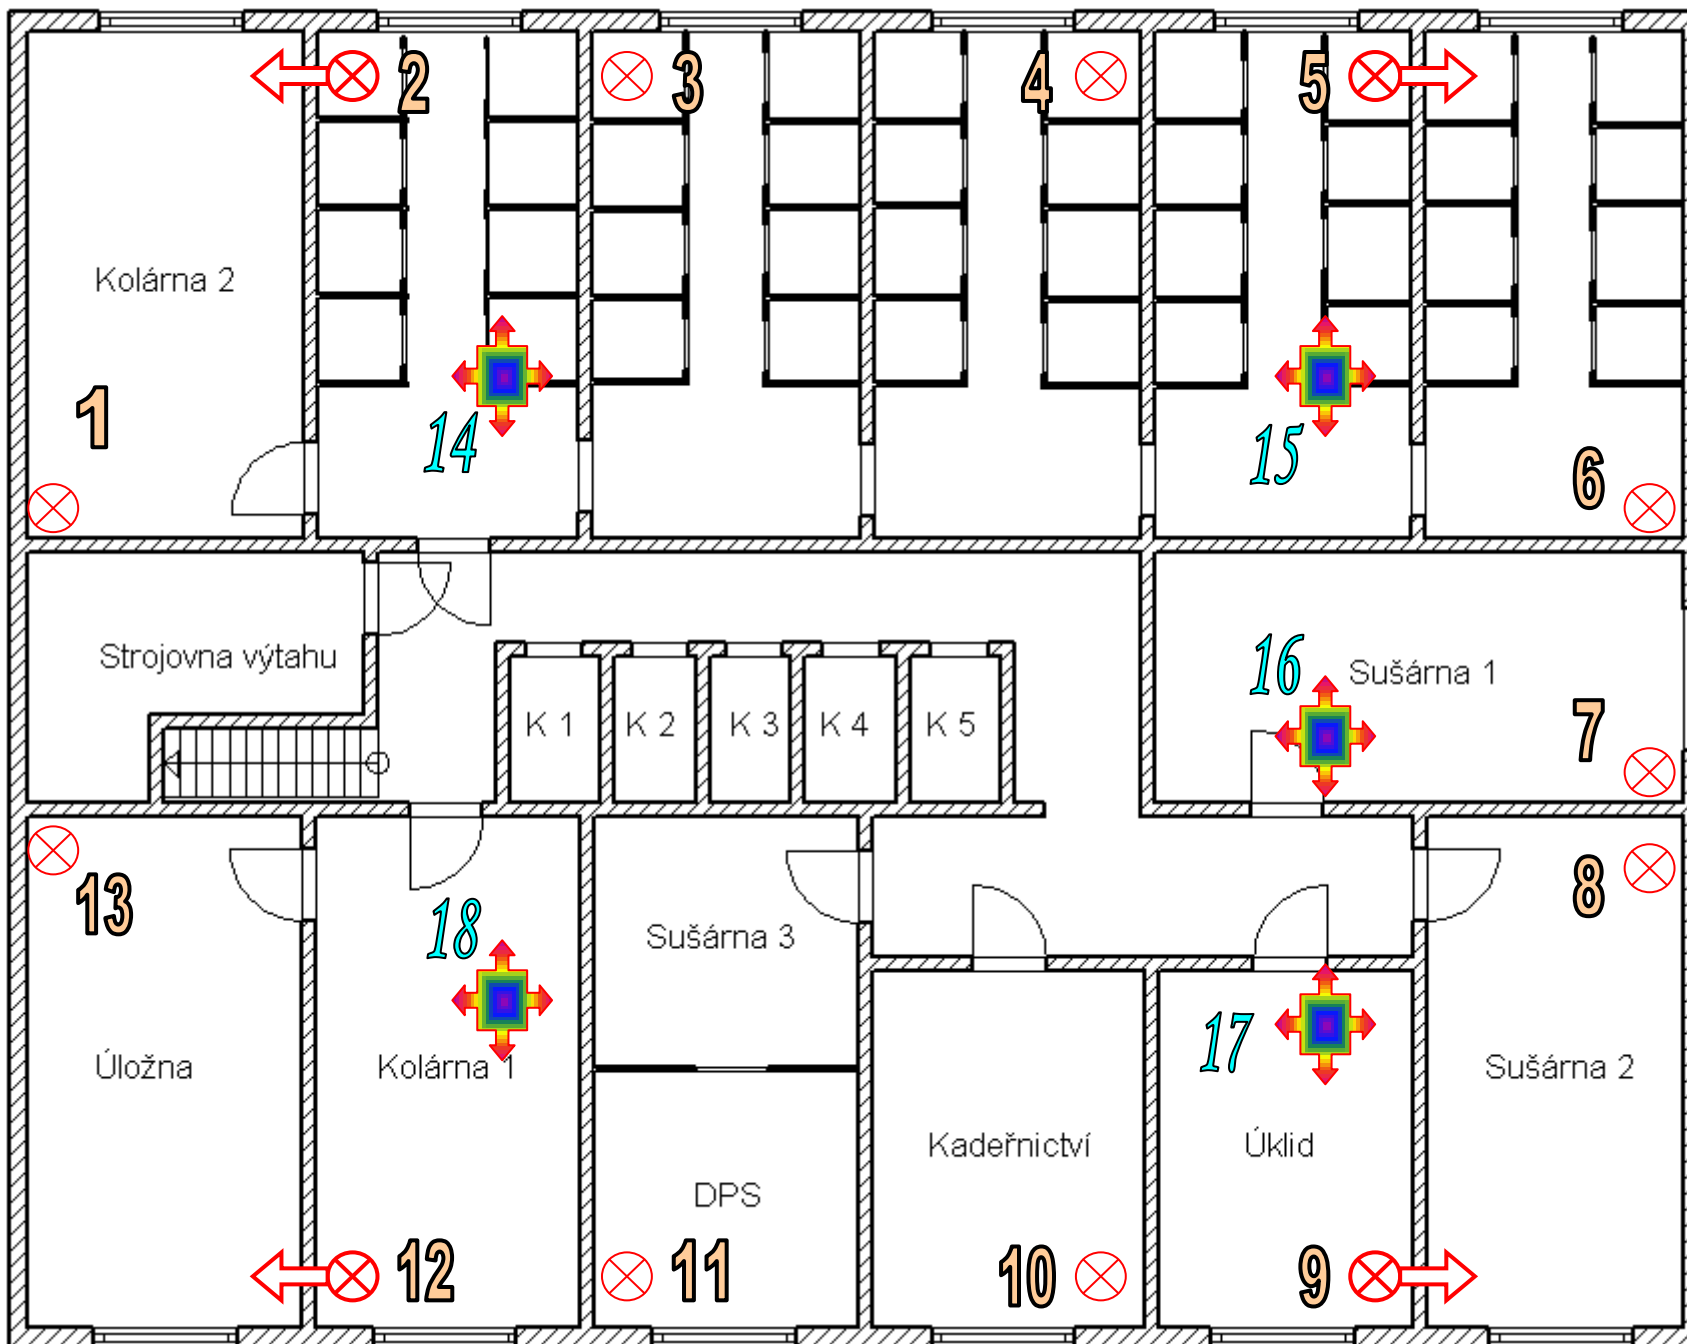 2
3
4
5
Kolárna 2
1
14
15
6
Strojovna výtahu
16
Sušárna 1
K 1
K 2
K 3
K 4
K 5
7
13
8
18
Sušárna 3
17
Úložna
Kolárna 1
Sušárna 2
Kadeřnictví
Úklid
DPS
12
11
10
9